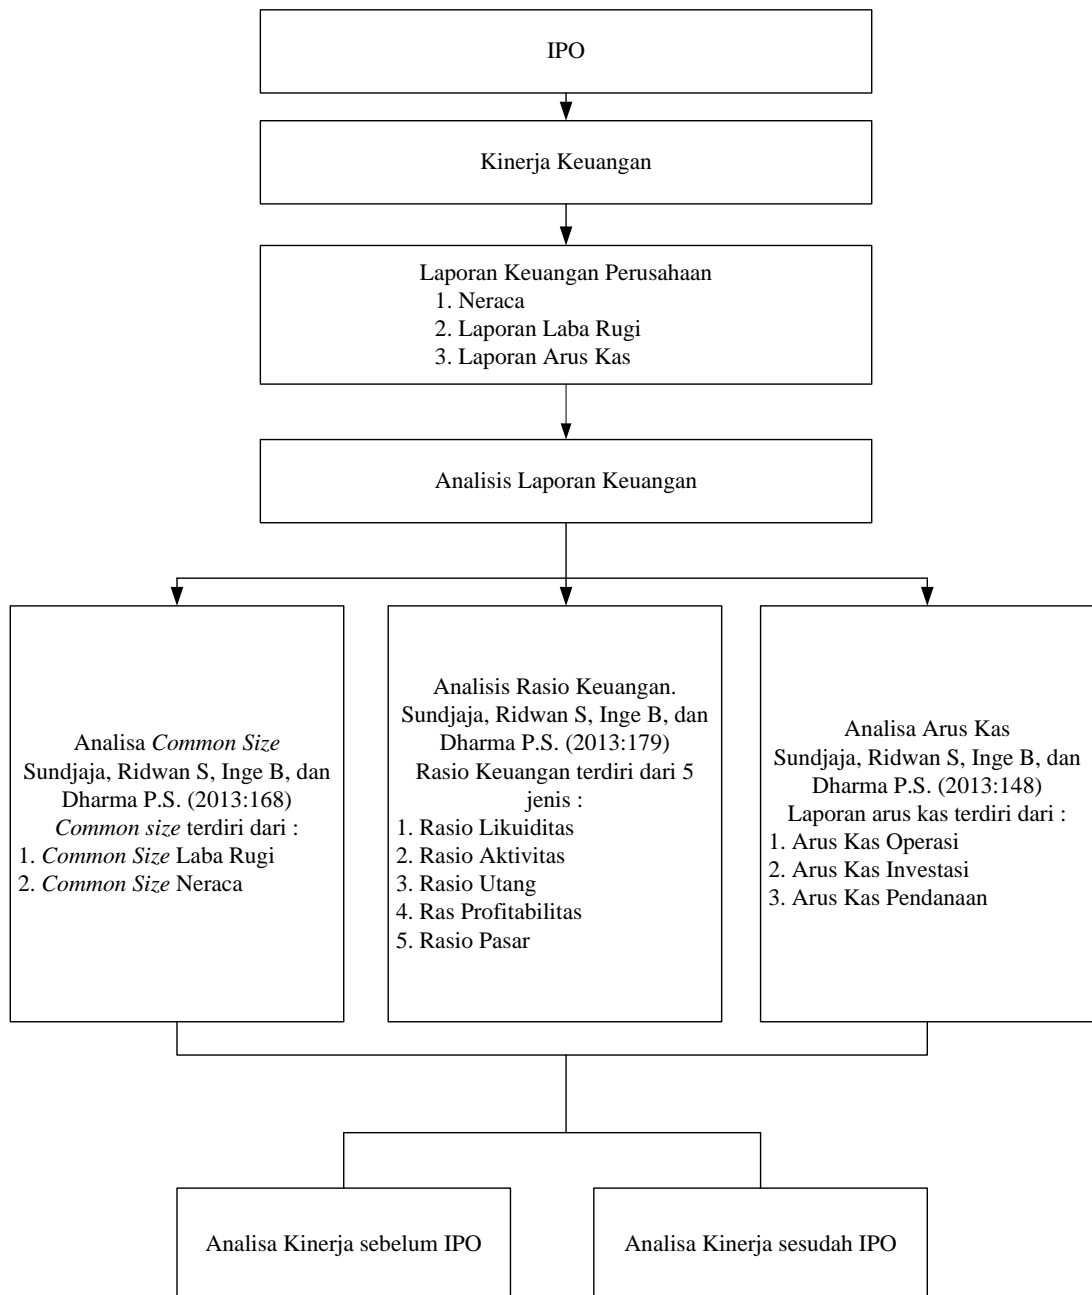 IPO
Kinerja Keuangan
Laporan Keuangan Perusahaan
1. Neraca
2. Laporan Laba Rugi
3. Laporan Arus Kas
Analisis Laporan Keuangan
Analisa Common Size
Sundjaja, Ridwan S, Inge B, dan
Dharma P.S. (2013:168)
Common size terdiri dari :
1. Common Size Laba Rugi
2. Common Size Neraca
Analisis Rasio Keuangan.
Sundjaja, Ridwan S, Inge B, dan
Dharma P.S. (2013:179)
Rasio Keuangan terdiri dari 5
jenis :
1. Rasio Likuiditas
2. Rasio Aktivitas
3. Rasio Utang
4. Ras Profitabilitas
5. Rasio Pasar
Analisa Arus Kas
Sundjaja, Ridwan S, Inge B, dan
Dharma P.S. (2013:148)
Laporan arus kas terdiri dari :
1. Arus Kas Operasi
2. Arus Kas Investasi
3. Arus Kas Pendanaan
Analisa Kinerja sebelum IPO
Analisa Kinerja sesudah IPO